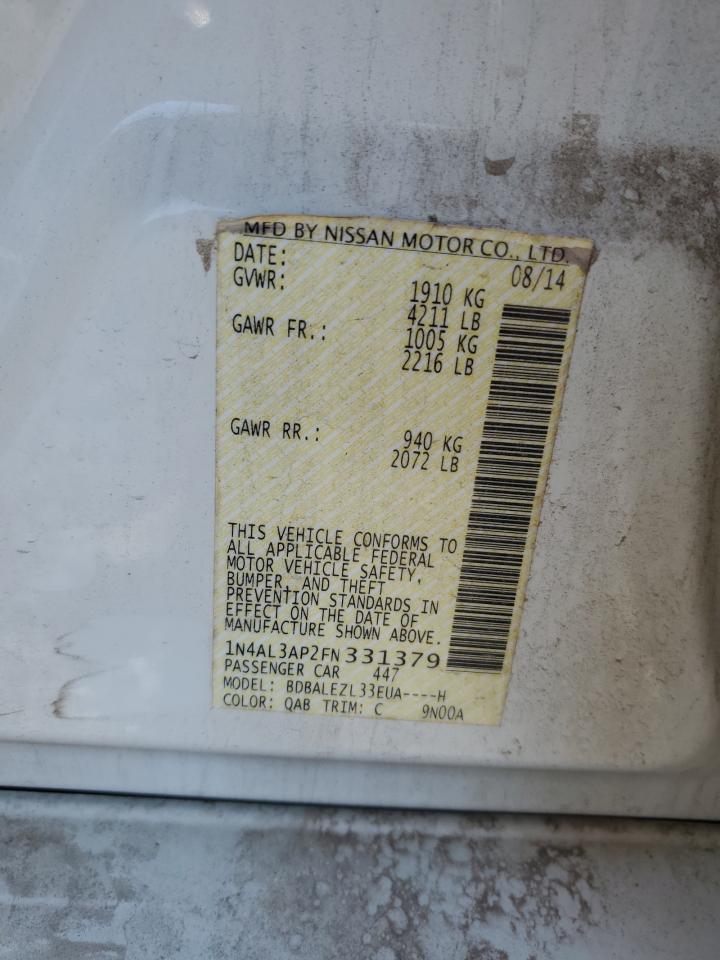 MFD BY NISSAN MOTOR CO., LTD.
DATE: 08/14
GVWR: 1910 KG
4211 LB
GAWR FR.: 1005 KG
2216 LB
GAWR RR.: 940 KG
2072 LB
THIS VEHICLE CONFORMS TO
ALL APPLICABLE FEDERAL
MOTOR VEHICLE SAFETY,
BUMPER, AND THEFT
PREVENTION STANDARDS IN
EFFECT ON THE DATE OF
MANUFACTURE SHOWN ABOVE.
1N4AL3AP2FN331379
PASSENGER CAR 447
MODEL: BDBALEZL33EUA----H
COLOR: QAB TRIM: C 9N00A